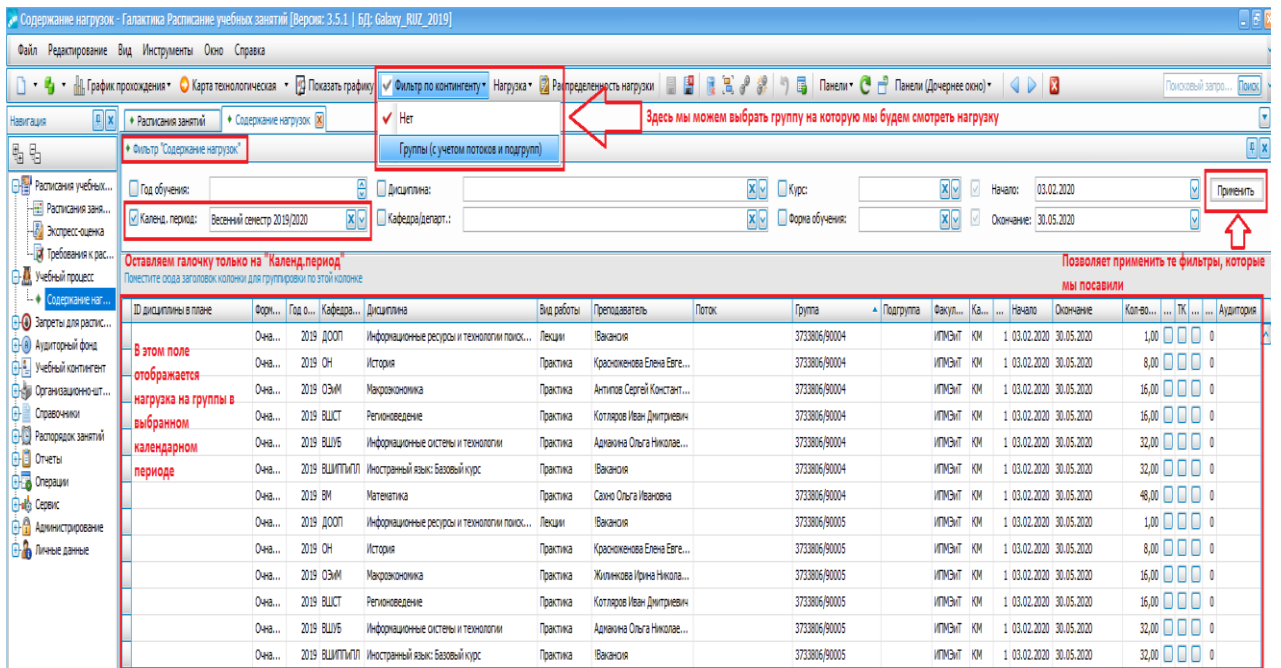 Содержание нагрузок - Галактика Расписание учебных занятий [Версия: 3.5.1 | БД: Galaxy_RUZ_2019]
Файл Редактирование Вид Инструменты Окно Справка
График прохождения Карта технологическая Показать графику Фильтр по контингенту Нагрузка Распределенность нагрузки Панели Панели (Дочернее окно) Поисковый запро... Поиск
Навигация Расписания занятий Содержание нагрузок
Нет
Здесь мы можем выбрать группу на которую мы будем смотреть нагрузку
Группы (с учетом потоков и подгрупп)
Фильтр "Содержание нагрузок"
Расписания учебных...
Расписания заня...
Экспресс-оценка
Требования к рас...
Учебный процесс
Содержание наг...
Запреты для распис...
Аудиторный фонд
Учебный контингент
Организационно-шт...
Справочники
Распорядок занятий
Отчеты
Операции
Сервис
Администрирование
Личные данные
Год обучения: Дисциплина: Курс: Начало: 03.02.2020 Применить
Календ. период: Весенний семестр 2019/2020 Кафедра/департ.: Форма обучения: Окончание: 30.05.2020
Оставляем галочку только на "Календ.период"
Позволяет применить те фильтры, которые
мы посавили
Поместите сюда заголовок колонки для группировки по этой колонке
ID дисциплины в плане Форм... Год о... Кафедра... Дисциплина Вид работы Преподаватель Поток Группа Подгруппа Факул... Ка... ... Начало Окончание Кол-во... ... ТК ... ... Аудитория
В этом поле
отображается
нагрузка на группы в
выбранном
календарном
периоде
Очна... 2019 ДООП Информационные ресурсы и технологии поиск... Лекции !Вакансия 3733806/90004 ИПМЭиТ КМ 1 03.02.2020 30.05.2020 1,00 0
Очна... 2019 ОН История Практика Красноженова Елена Евге... 3733806/90004 ИПМЭиТ КМ 1 03.02.2020 30.05.2020 8,00 0
Очна... 2019 ОЭиМ Макроэкономика Практика Антипов Сергей Констант... 3733806/90004 ИПМЭиТ КМ 1 03.02.2020 30.05.2020 16,00 0
Очна... 2019 ВШСТ Регионоведение Практика Котляров Иван Дмитриевич 3733806/90004 ИПМЭиТ КМ 1 03.02.2020 30.05.2020 16,00 0
Очна... 2019 ВШУБ Информационные системы и технологии Практика Адмакина Ольга Николае... 3733806/90004 ИПМЭиТ КМ 1 03.02.2020 30.05.2020 32,00 0
Очна... 2019 ВШИПиПЛ Иностранный язык: Базовый курс Практика !Вакансия 3733806/90004 ИПМЭиТ КМ 1 03.02.2020 30.05.2020 32,00 0
Очна... 2019 ВМ Математика Практика Сахно Ольга Ивановна 3733806/90004 ИПМЭиТ КМ 1 03.02.2020 30.05.2020 48,00 0
Очна... 2019 ДООП Информационные ресурсы и технологии поиск... Лекции !Вакансия 3733806/90005 ИПМЭиТ КМ 1 03.02.2020 30.05.2020 1,00 0
Очна... 2019 ОН История Практика Красноженова Елена Евге... 3733806/90005 ИПМЭиТ КМ 1 03.02.2020 30.05.2020 8,00 0
Очна... 2019 ОЭиМ Макроэкономика Практика Жилинкова Ирина Никола... 3733806/90005 ИПМЭиТ КМ 1 03.02.2020 30.05.2020 16,00 0
Очна... 2019 ВШСТ Регионоведение Практика Котляров Иван Дмитриевич 3733806/90005 ИПМЭиТ КМ 1 03.02.2020 30.05.2020 16,00 0
Очна... 2019 ВШУБ Информационные системы и технологии Практика Адмакина Ольга Николае... 3733806/90005 ИПМЭиТ КМ 1 03.02.2020 30.05.2020 32,00 0
Очна... 2019 ВШИПиПЛ Иностранный язык: Базовый курс Практика !Вакансия 3733806/90005 ИПМЭиТ КМ 1 03.02.2020 30.05.2020 32,00 0